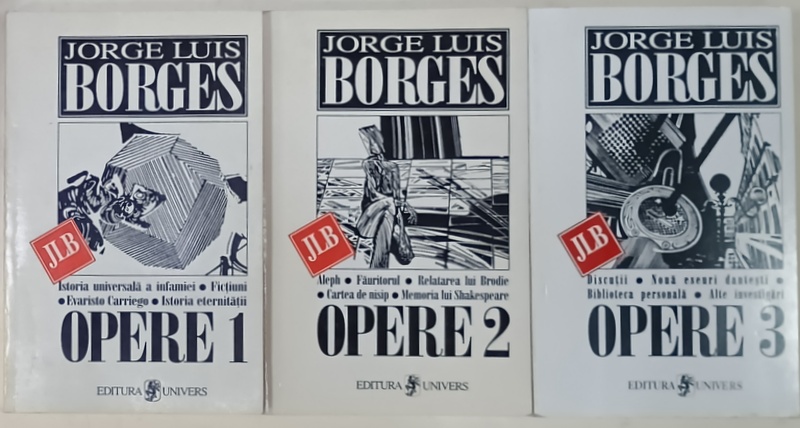 JORGE LUIS
BORGES
JLB
Istoria universală a infamiei • Ficțiuni
• Evaristo Carriego • Istoria eternității
OPERE 1
EDITURA UNIVERS
JORGE LUIS
BORGES
JLB
Aleph • Făuritorul • Relatarea lui Brodie
• Cartea de nisip • Memoria lui Shakespeare
OPERE 2
EDITURA UNIVERS
JORGE LUIS
BORGES
JLB
Discuții • Nouă eseuri dantești •
Biblioteca personală • Alte investigări
OPERE 3
EDITURA UNIVERS